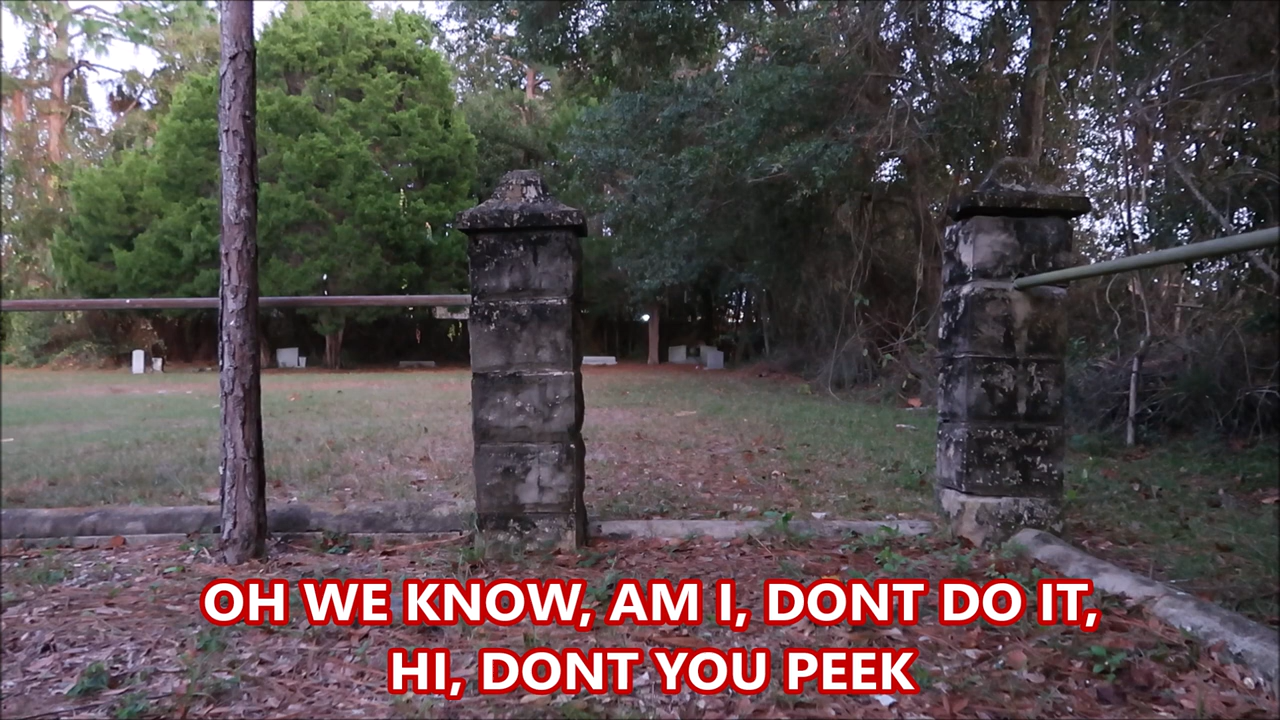 OH WE KNOW, AM I, DONT DO IT,
HI, DONT YOU PEEK